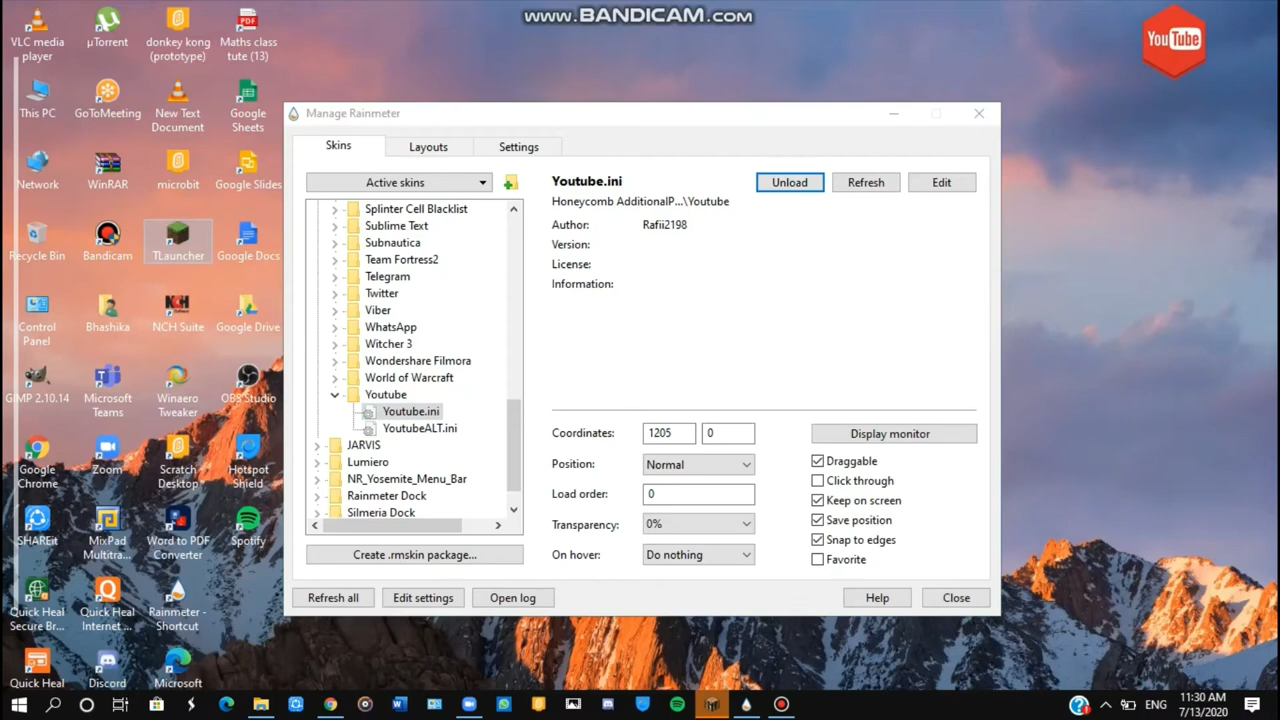 www.BANDICAM.com
VLC media
player
µTorrent
donkey kong
(prototype)
PDF
Maths class
tute (13)
This PC
GoToMeeting
New Text
Document
Google
Sheets
Network
WinRAR
microbit
Google Slides
Recycle Bin
Bandicam
TLauncher
Google Docs
Control
Panel
Bhashika
NCH
NCH Suite
Google Drive
GIMP 2.10.14
Microsoft
Teams
Winaero
Tweaker
OBS Studio
Google
Chrome
Zoom
Scratch
Desktop
Hotspot
Shield
SHAREit
MixPad
Multitra...
Word to PDF
Converter
Spotify
Quick Heal
Secure Br...
Quick Heal
Internet ...
Rainmeter -
Shortcut
Quick Heal
Discord
Microsoft
YouTube
Manage Rainmeter
Skins
Layouts
Settings
Active skins
Splinter Cell Blacklist
Sublime Text
Subnautica
Team Fortress2
Telegram
Twitter
Viber
WhatsApp
Witcher 3
Wondershare Filmora
World of Warcraft
Youtube
Youtube.ini
YoutubeALT.ini
JARVIS
Lumiero
NR_Yosemite_Menu_Bar
Rainmeter Dock
Silmeria Dock
Create .rmskin package...
Youtube.ini
Unload
Refresh
Edit
Honeycomb AdditionalP...\Youtube
Author: Rafii2198
Version:
License:
Information:
Coordinates: 1205 0
Display monitor
Position: Normal
Load order: 0
Transparency: 0%
On hover: Do nothing
Draggable
Click through
Keep on screen
Save position
Snap to edges
Favorite
Refresh all
Edit settings
Open log
Help
Close
ENG
11:30 AM
7/13/2020